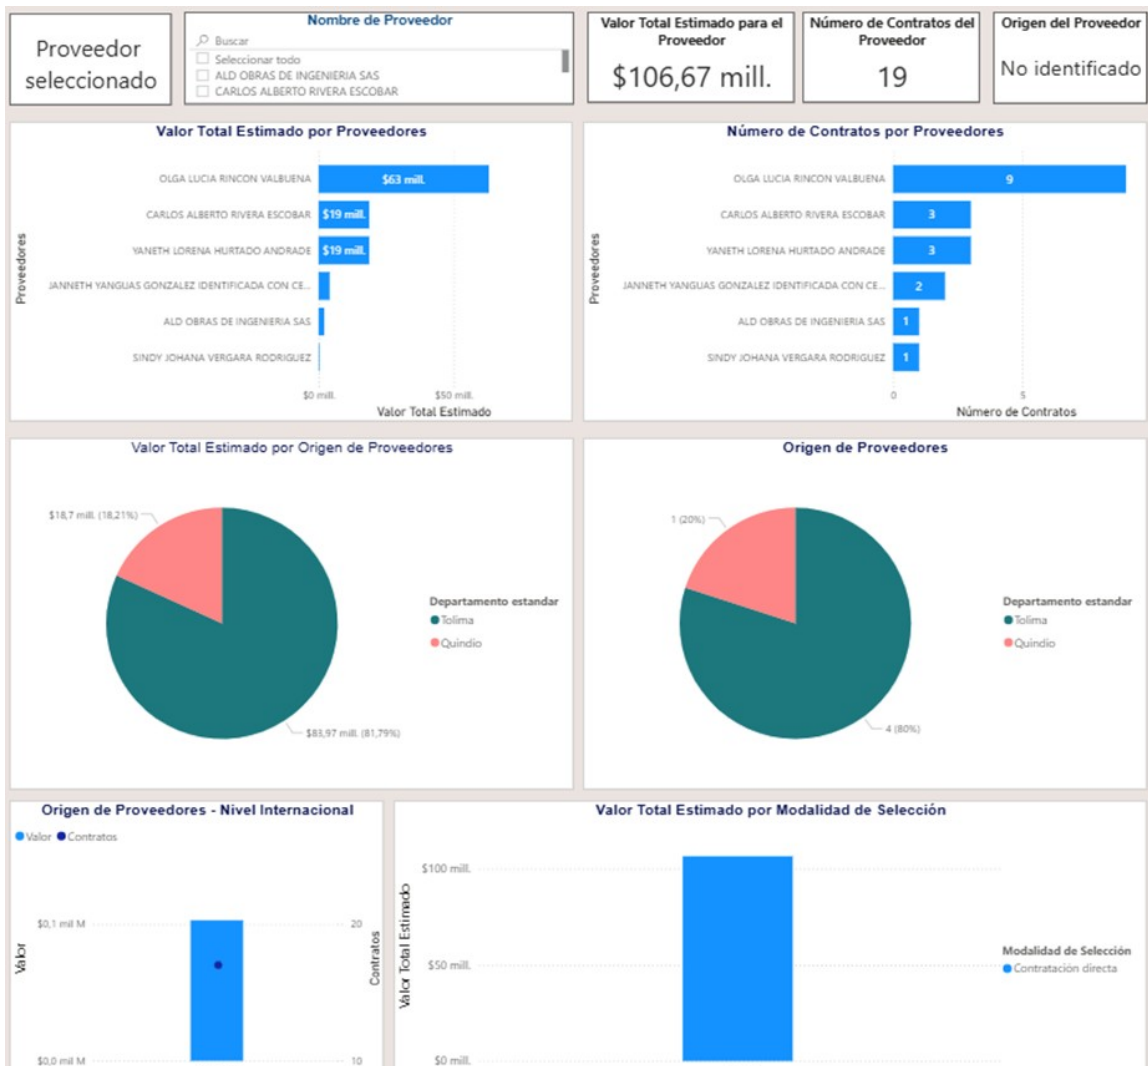 Proveedor
seleccionado
Nombre de Proveedor
Buscar
Seleccionar todo
ALD OBRAS DE INGENIERIA SAS
CARLOS ALBERTO RIVERA ESCOBAR
Valor Total Estimado para el
Proveedor
$106,67 mill.
Número de Contratos del
Proveedor
19
Origen del Proveedor
No identificado
Valor Total Estimado por Proveedores
Proveedores
OLGA LUCIA RINCON VALBUENA
$63 mill.
CARLOS ALBERTO RIVERA ESCOBAR
$19 mill.
YANETH LORENA HURTADO ANDRADE
$19 mill.
JANNETH YANGUAS GONZALEZ IDENTIFICADA CON CE...
ALD OBRAS DE INGENIERIA SAS
SINDY JOHANA VERGARA RODRIGUEZ
$0 mill.
$50 mill.
Valor Total Estimado
Número de Contratos por Proveedores
Proveedores
OLGA LUCIA RINCON VALBUENA
9
CARLOS ALBERTO RIVERA ESCOBAR
3
YANETH LORENA HURTADO ANDRADE
3
JANNETH YANGUAS GONZALEZ IDENTIFICADA CON CE...
2
ALD OBRAS DE INGENIERIA SAS
1
SINDY JOHANA VERGARA RODRIGUEZ
1
0
5
Número de Contratos
Valor Total Estimado por Origen de Proveedores
$18,7 mill. (18,21%)
$83,97 mill. (81,79%)
Departamento estandar
Tolima
Quindío
Origen de Proveedores
1 (20%)
4 (80%)
Departamento estandar
Tolima
Quindío
Origen de Proveedores - Nivel Internacional
Valor
Contratos
Valor
$0,1 mil M
$0,0 mil M
20
10
Contratos
Valor Total Estimado por Modalidad de Selección
Valor Total Estimado
$100 mill.
$50 mill.
$0 mill.
Modalidad de Selección
Contratación directa